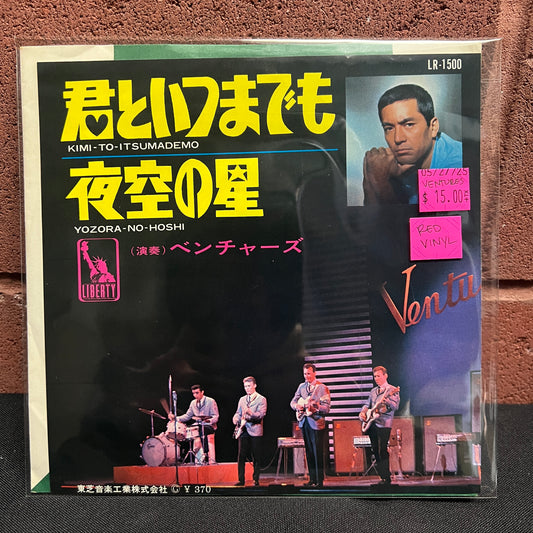 LR-1500
君といつまでも
KIMI-TO-ITSUMADEMO
夜空の星
YOZORA-NO-HOSHI
(演奏) ベンチャーズ
LIBERTY
05/27/25
VENTURES
$ 15.00
RED
VINYL
Ventu
東芝音楽工業株式会社 Ⓖ ¥ 370